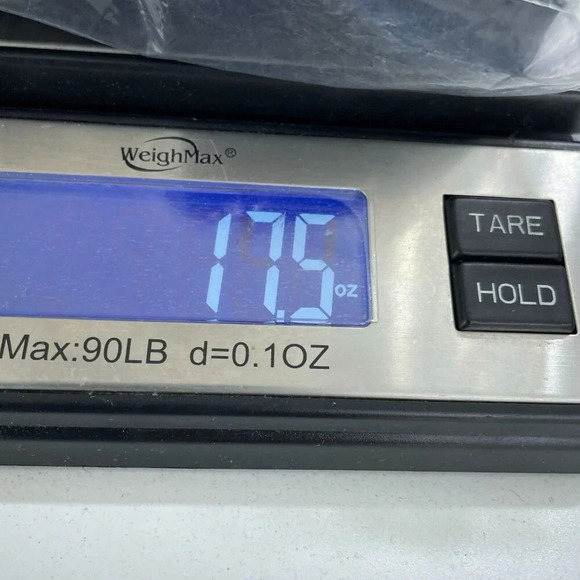 WeighMax®
17.5 oz
TARE
HOLD
Max:90LB d=0.1OZ